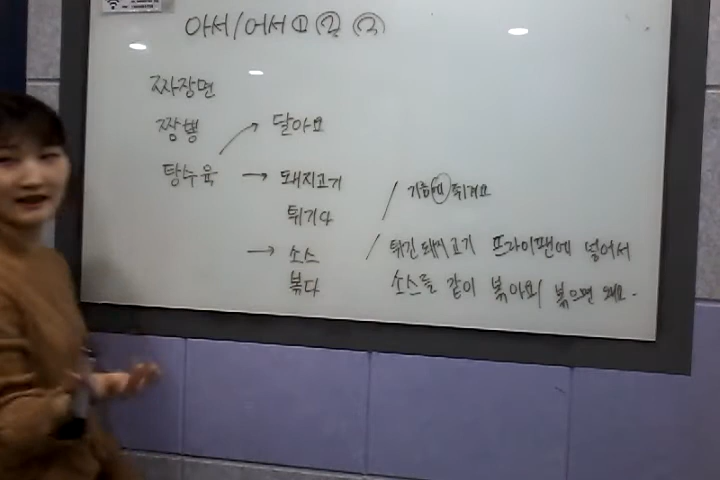 아서/어서 ① ② ③
짜장면
짬뽕
탕수육
달아요
→ 돼지고기
튀기다
/ 튀겨요
→ 소스
볶다
/ 튀긴 돼지고기 프라이팬에 넣어서
소스를 같이 볶아요/ 볶으면 돼요.